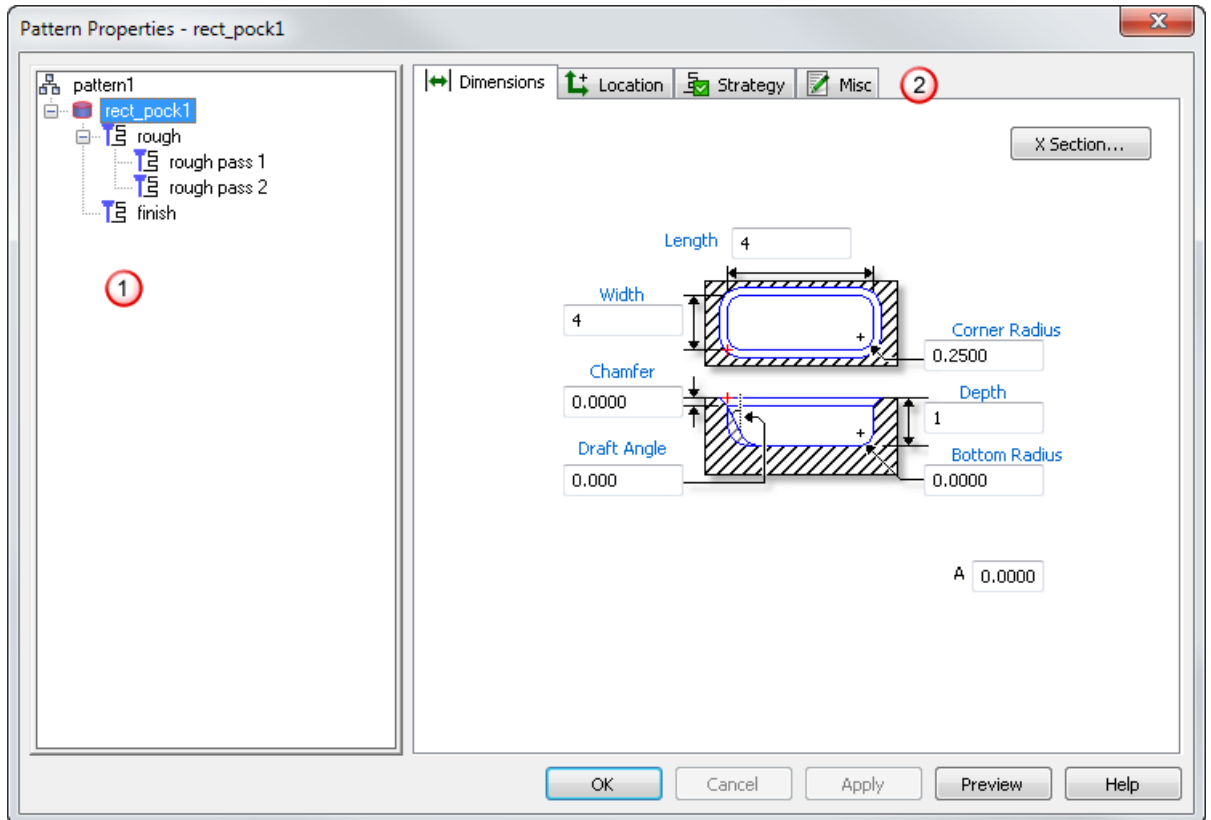 Pattern Properties - rect_pock1
pattern1
rect_pock1
rough
rough pass 1
rough pass 2
finish
1
Dimensions
Location
Strategy
Misc
2
X Section...
Length
4
Width
4
Chamfer
0.0000
Draft Angle
0.000
Corner Radius
0.2500
Depth
1
Bottom Radius
0.0000
A 0.0000
OK
Cancel
Apply
Preview
Help